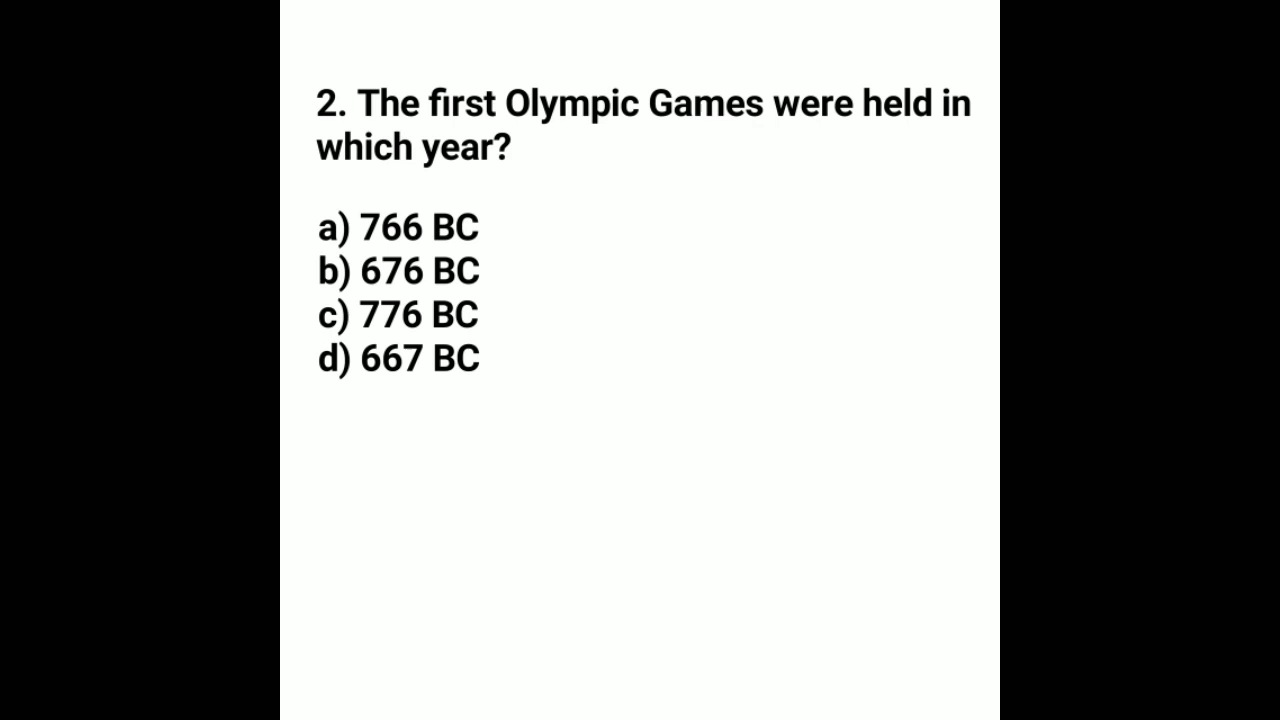 2. The first Olympic Games were held in
which year?
a) 766 BC
b) 676 BC
c) 776 BC
d) 667 BC